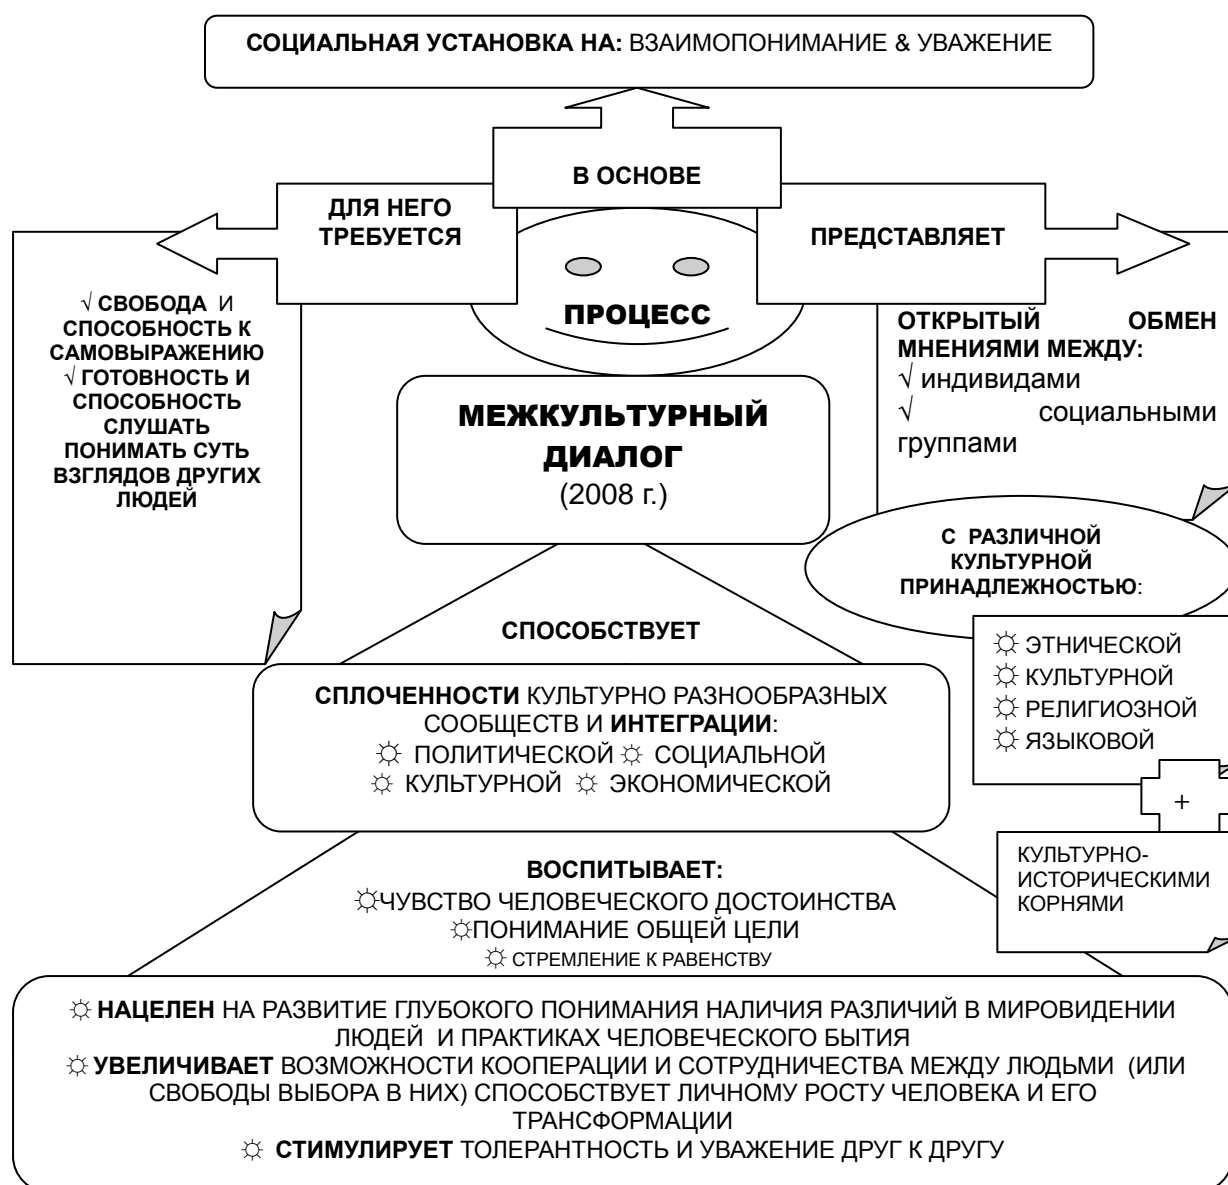 СОЦИАЛЬНАЯ УСТАНОВКА НА: ВЗАИМОПОНИМАНИЕ & УВАЖЕНИЕ
В ОСНОВЕ
ДЛЯ НЕГО
ТРЕБУЕТСЯ
ПРЕДСТАВЛЯЕТ
ПРОЦЕСС
√ СВОБОДА И
СПОСОБНОСТЬ К
САМОВЫРАЖЕНИЮ
√ ГОТОВНОСТЬ И
СПОСОБНОСТЬ
СЛУШАТЬ
ПОНИМАТЬ СУТЬ
ВЗГЛЯДОВ ДРУГИХ
ЛЮДЕЙ
ОТКРЫТЫЙ ОБМЕН
МНЕНИЯМИ МЕЖДУ:
√ индивидами
√ социальными
группами
МЕЖКУЛЬТУРНЫЙ
ДИАЛОГ
(2008 г.)
С РАЗЛИЧНОЙ
КУЛЬТУРНОЙ
ПРИНАДЛЕЖНОСТЬЮ:
☼ ЭТНИЧЕСКОЙ
☼ КУЛЬТУРНОЙ
☼ РЕЛИГИОЗНОЙ
☼ ЯЗЫКОВОЙ
+
КУЛЬТУРНО-
ИСТОРИЧЕСКИМИ
КОРНЯМИ
СПОСОБСТВУЕТ
СПЛОЧЕННОСТИ КУЛЬТУРНО РАЗНООБРАЗНЫХ
СООБЩЕСТВ И ИНТЕГРАЦИИ:
☼ ПОЛИТИЧЕСКОЙ ☼ СОЦИАЛЬНОЙ
☼ КУЛЬТУРНОЙ ☼ ЭКОНОМИЧЕСКОЙ
ВОСПИТЫВАЕТ:
☼ЧУВСТВО ЧЕЛОВЕЧЕСКОГО ДОСТОИНСТВА
☼ПОНИМАНИЕ ОБЩЕЙ ЦЕЛИ
☼ СТРЕМЛЕНИЕ К РАВЕНСТВУ
☼ НАЦЕЛЕН НА РАЗВИТИЕ ГЛУБОКОГО ПОНИМАНИЯ НАЛИЧИЯ РАЗЛИЧИЙ В МИРОВИДЕНИИ
ЛЮДЕЙ И ПРАКТИКАХ ЧЕЛОВЕЧЕСКОГО БЫТИЯ
☼ УВЕЛИЧИВАЕТ ВОЗМОЖНОСТИ КООПЕРАЦИИ И СОТРУДНИЧЕСТВА МЕЖДУ ЛЮДЬМИ (ИЛИ
СВОБОДЫ ВЫБОРА В НИХ) СПОСОБСТВУЕТ ЛИЧНОМУ РОСТУ ЧЕЛОВЕКА И ЕГО
ТРАНСФОРМАЦИИ
☼ СТИМУЛИРУЕТ ТОЛЕРАНТНОСТЬ И УВАЖЕНИЕ ДРУГ К ДРУГУ